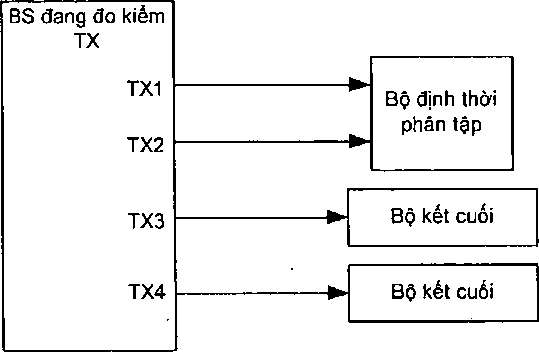 BS đang đo kiểm
TX
TX1
TX2
TX3
TX4
Bộ định thời
phân tập
Bộ kết cuối
Bộ kết cuối